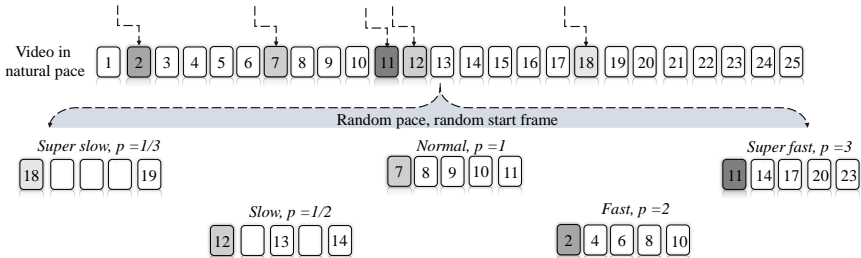 Video in
natural pace
1 2 3 4 5 6 7 8 9 10 11 12 13 14 15 16 17 18 19 20 21 22 23 24 25
Random pace, random start frame
Super slow, p =1/3
18 19
Normal, p =1
7 8 9 10 11
Super fast, p =3
11 14 17 20 23
Slow, p =1/2
12 13 14
Fast, p =2
2 4 6 8 10